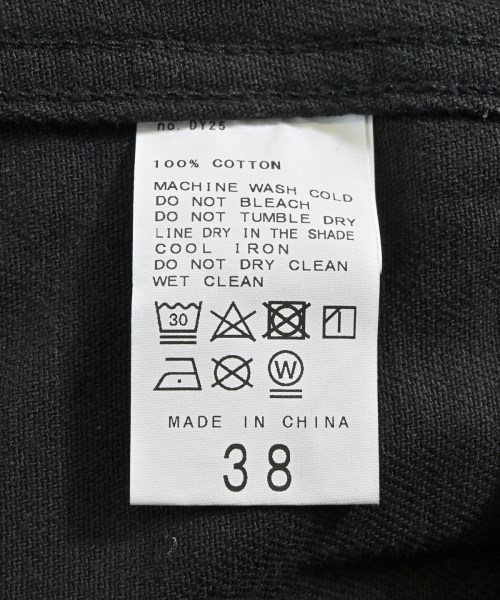 no. DY25
100% COTTON
MACHINE WASH COLD
DO NOT BLEACH
DO NOT TUMBLE DRY
LINE DRY IN THE SHADE
COOL IRON
DO NOT DRY CLEAN
WET CLEAN
30
W
MADE IN CHINA
38